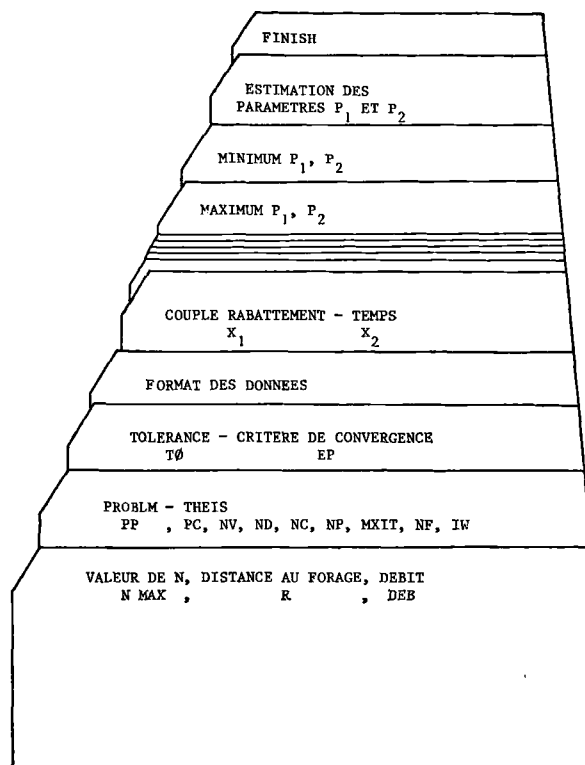 FINISH
ESTIMATION DES
PARAMETRES P1 ET P2
MINIMUM P1, P2
MAXIMUM P1, P2
COUPLE RABATTEMENT - TEMPS
X1 X2
FORMAT DES DONNEES
TOLERANCE - CRITERE DE CONVERGENCE
TØ EP
PROBLM - THEIS
PP , PC, NV, ND, NC, NP, MXIT, NF, IW
VALEUR DE N, DISTANCE AU FORAGE, DEBIT
N MAX , R , DEB